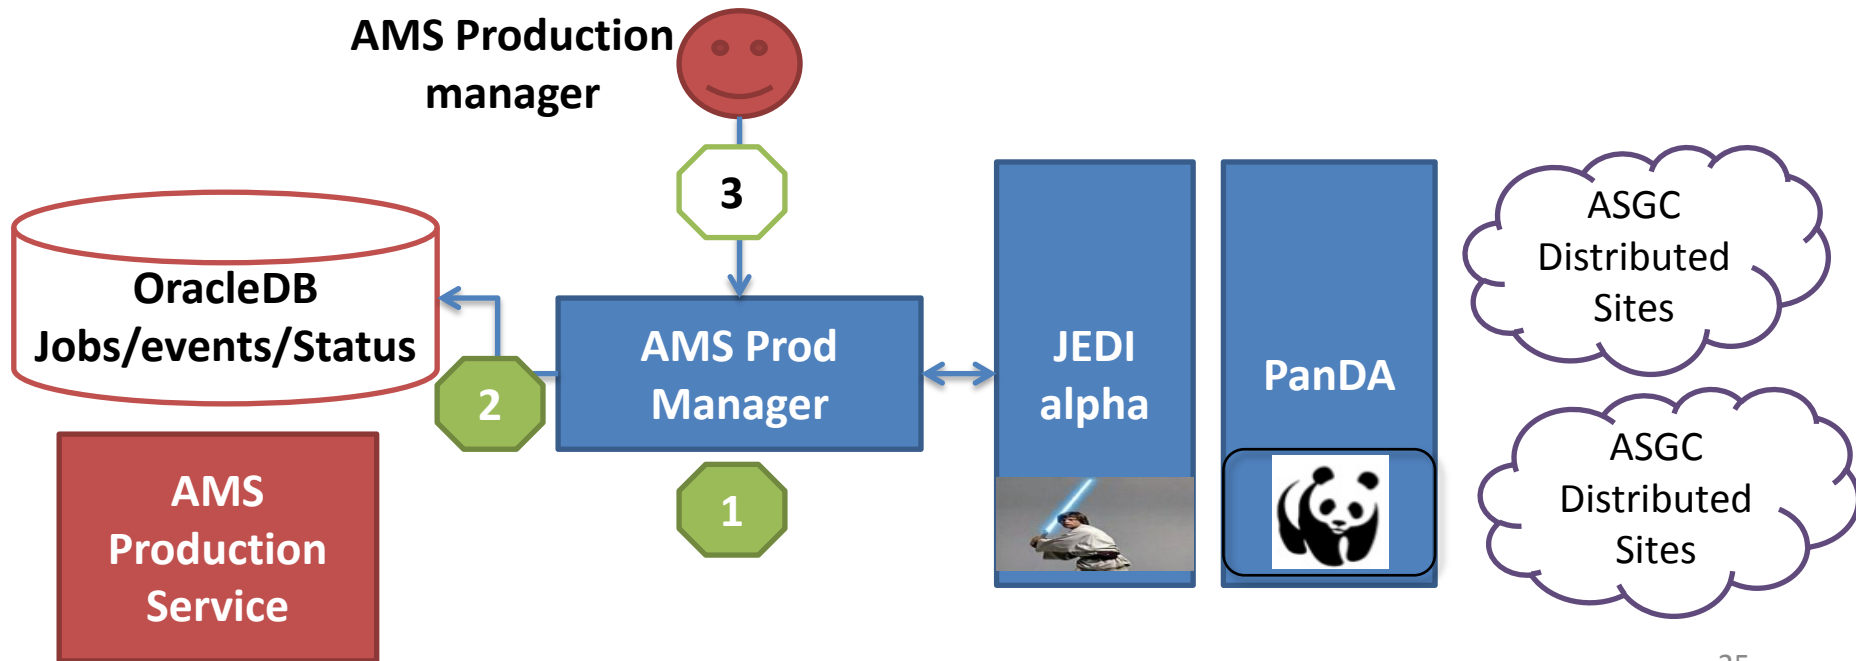 AMS Production
manager
3
OracleDB
Jobs/events/Status
2
AMS Prod
Manager
1
AMS
Production
Service
JEDI
alpha
PanDA
ASGC
Distributed
Sites
ASGC
Distributed
Sites